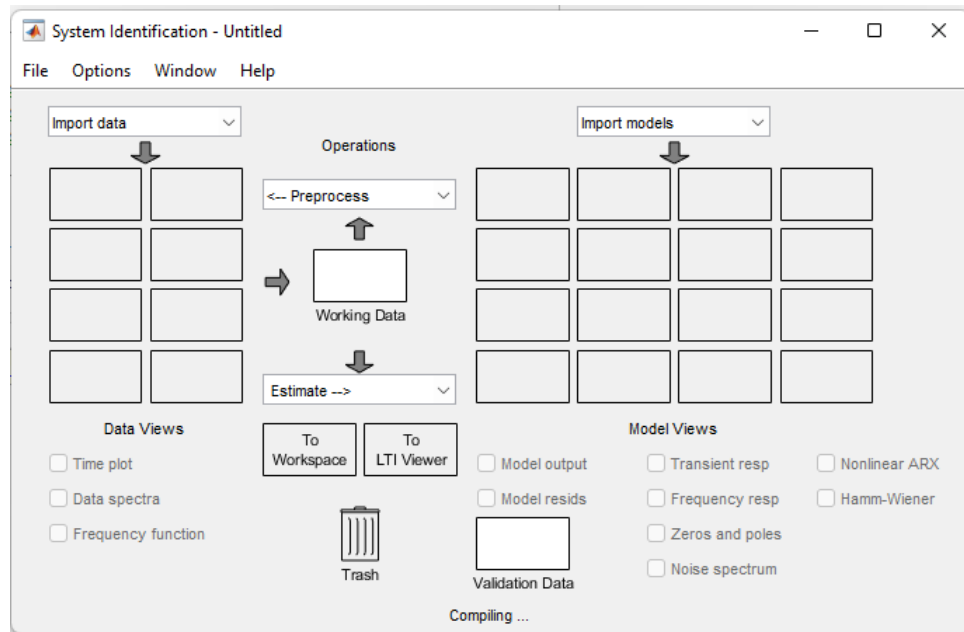 System Identification - Untitled
File Options Window Help
Import data
Import models
Operations
<-- Preprocess
Working Data
Estimate -->
Data Views
Time plot
Data spectra
Frequency function
To
Workspace
To
LTI Viewer
Trash
Model Views
Model output
Transient resp
Nonlinear ARX
Model resids
Frequency resp
Hamm-Wiener
Zeros and poles
Noise spectrum
Validation Data
Compiling ...